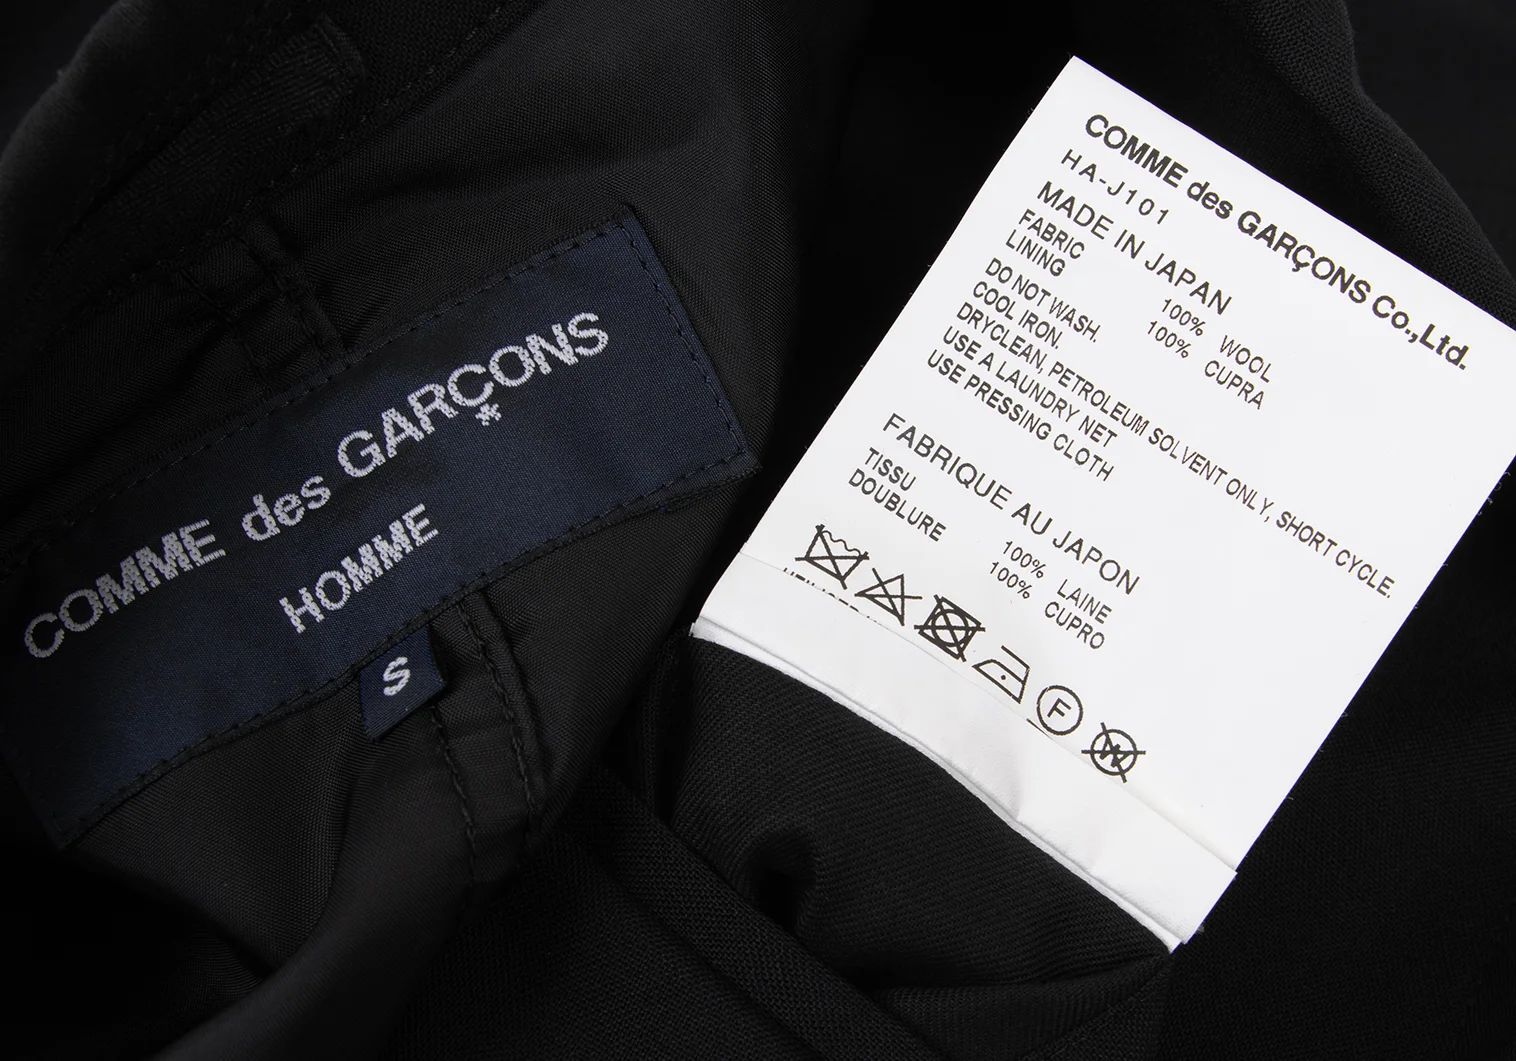 COMME des GARÇONS
HOMME
S
COMME des GARÇONS Co.,Ltd.
HA-J101
MADE IN JAPAN
FABRIC 100% WOOL
LINING 100% CUPRA
DO NOT WASH.
COOL IRON.
DRYCLEAN, PETROLEUM SOLVENT ONLY, SHORT CYCLE.
USE A LAUNDRY NET
USE PRESSING CLOTH
FABRIQUE AU JAPON
TISSU 100% LAINE
DOUBLURE 100% CUPRO
F
W